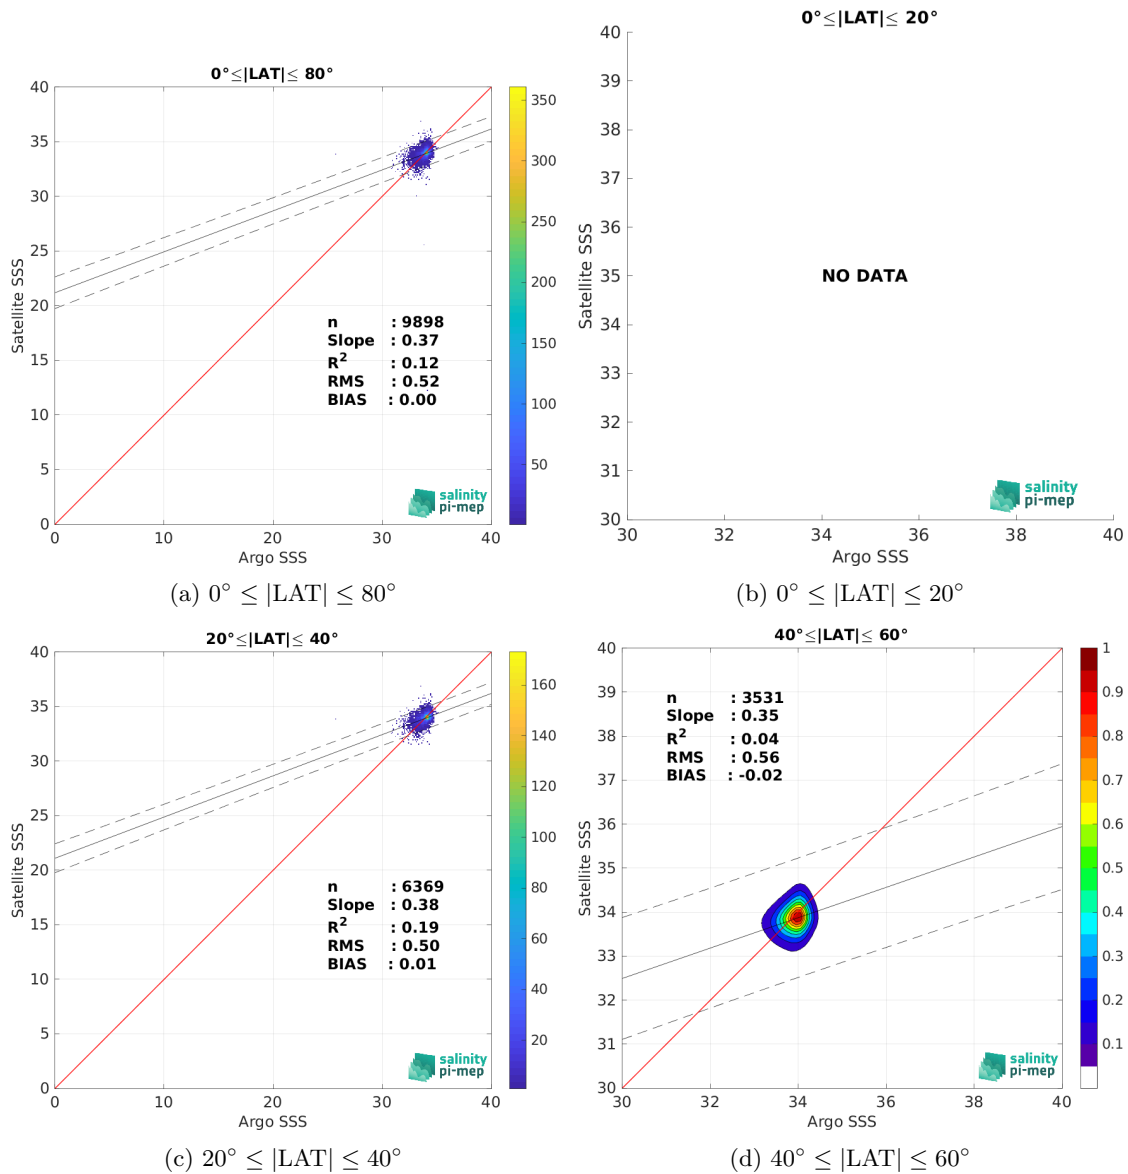 0°≤|LAT|≤ 80°
40
35
30
25
20
15
10
5
0
Satellite SSS
n : 9898
Slope : 0.37
R² : 0.12
RMS : 0.52
BIAS : 0.00
salinity
pi-mep
0 10 20 30 40
Argo SSS
350
300
250
200
150
100
50
(a) 0° ≤ |LAT| ≤ 80°
0°≤|LAT|≤ 20°
40
39
38
37
36
35
34
33
32
31
30
Satellite SSS
NO DATA
salinity
pi-mep
30 32 34 36 38 40
Argo SSS
(b) 0° ≤ |LAT| ≤ 20°
20°≤|LAT|≤ 40°
40
35
30
25
20
15
10
5
0
Satellite SSS
n : 6369
Slope : 0.38
R² : 0.19
RMS : 0.50
BIAS : 0.01
salinity
pi-mep
0 10 20 30 40
Argo SSS
160
140
120
100
80
60
40
20
(c) 20° ≤ |LAT| ≤ 40°
40°≤|LAT|≤ 60°
40
39
38
37
36
35
34
33
32
31
30
Satellite SSS
n : 3531
Slope : 0.35
R² : 0.04
RMS : 0.56
BIAS : -0.02
salinity
pi-mep
30 32 34 36 38 40
Argo SSS
1
0.9
0.8
0.7
0.6
0.5
0.4
0.3
0.2
0.1
(d) 40° ≤ |LAT| ≤ 60°